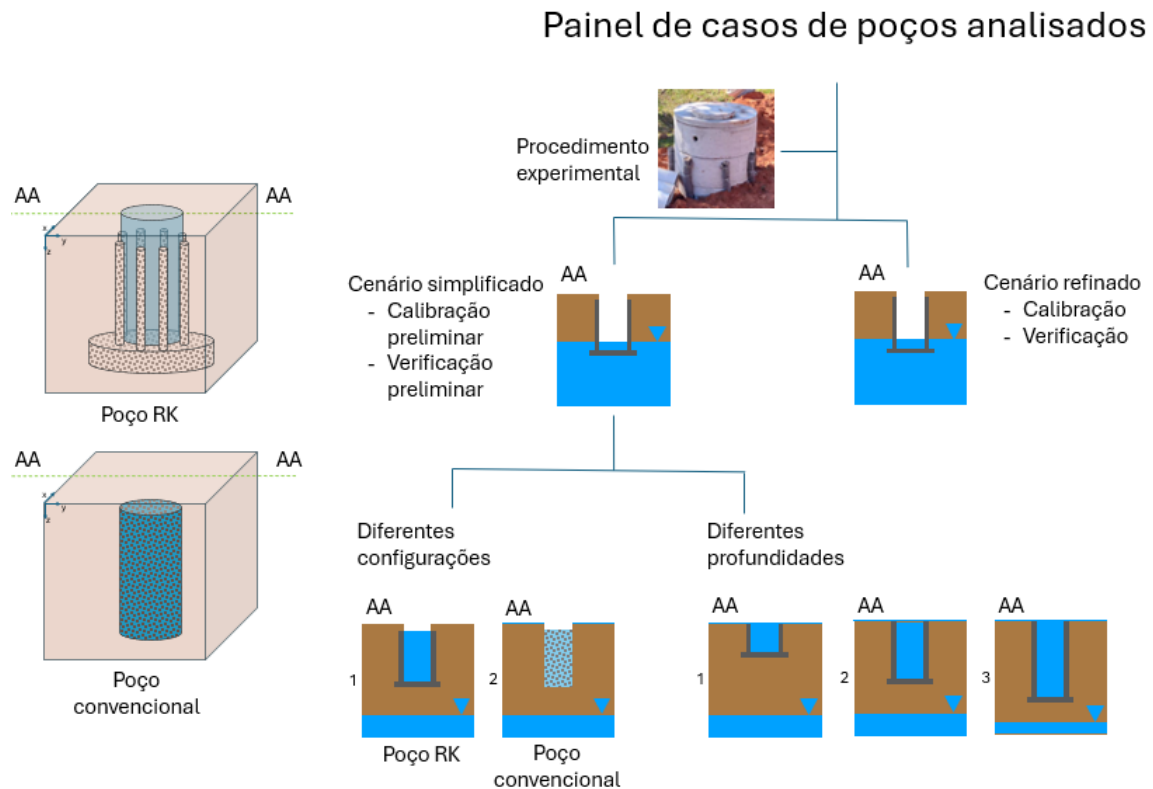 Painel de casos de poços analisados
Procedimento
experimental
AA
AA
x
y
z
Poço RK
AA
AA
x
y
z
Poço
convencional
Cenário simplificado
- Calibração
preliminar
- Verificação
preliminar
AA
AA
Cenário refinado
- Calibração
- Verificação
Diferentes
configurações
AA
1
Poço RK
AA
2
Poço
convencional
Diferentes
profundidades
AA
1
AA
2
AA
3